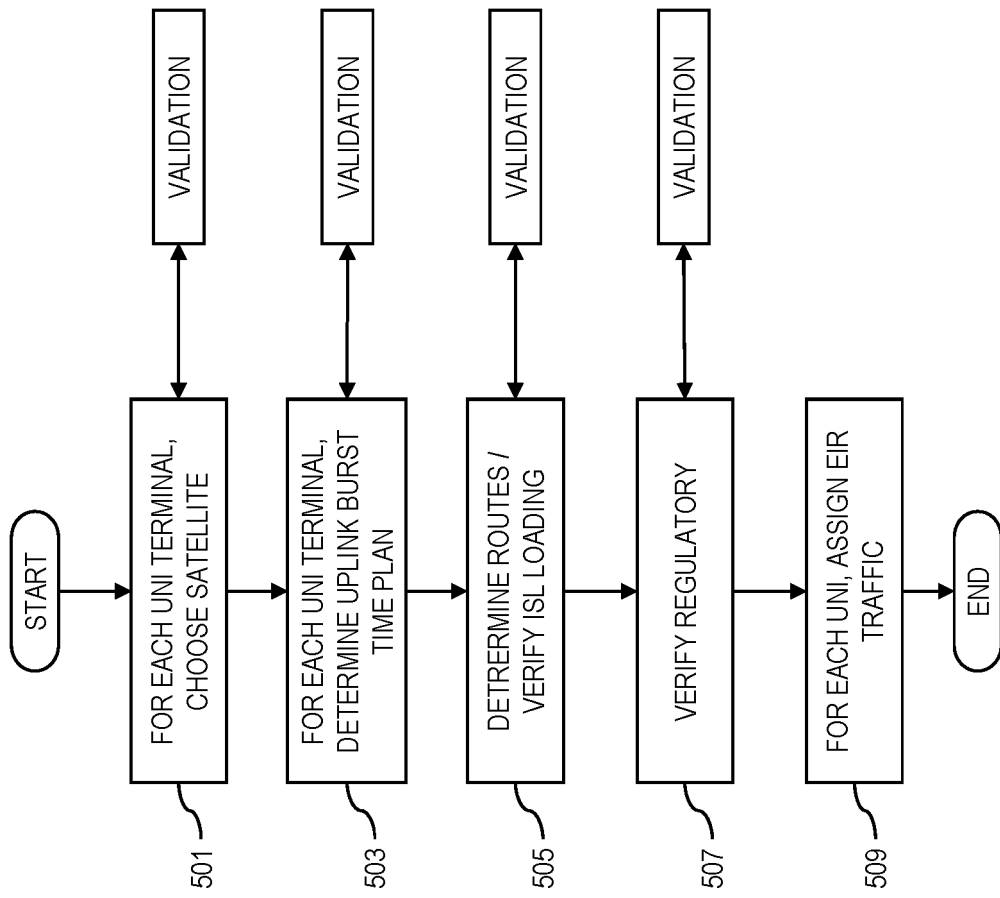 START
FOR EACH UNI TERMINAL,
CHOOSE SATELLITE
VALIDATION
501
FOR EACH UNI TERMINAL,
DETERMINE UPLINK BURST
TIME PLAN
VALIDATION
503
DETRERMINE ROUTES /
VERIFY ISL LOADING
VALIDATION
505
VERIFY REGULATORY
VALIDATION
507
FOR EACH UNI, ASSIGN EIR
TRAFFIC
509
END